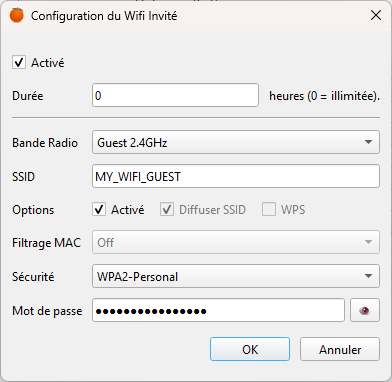 Configuration du Wifi Invité
Activé
Durée 0 heures (0 = illimitée).
Bande Radio Guest 2.4GHz
SSID MY_WIFI_GUEST
Options Activé Diffuser SSID WPS
Filtrage MAC Off
Sécurité WPA2-Personal
Mot de passe ●●●●●●●●●●●●●●●●
OK Annuler